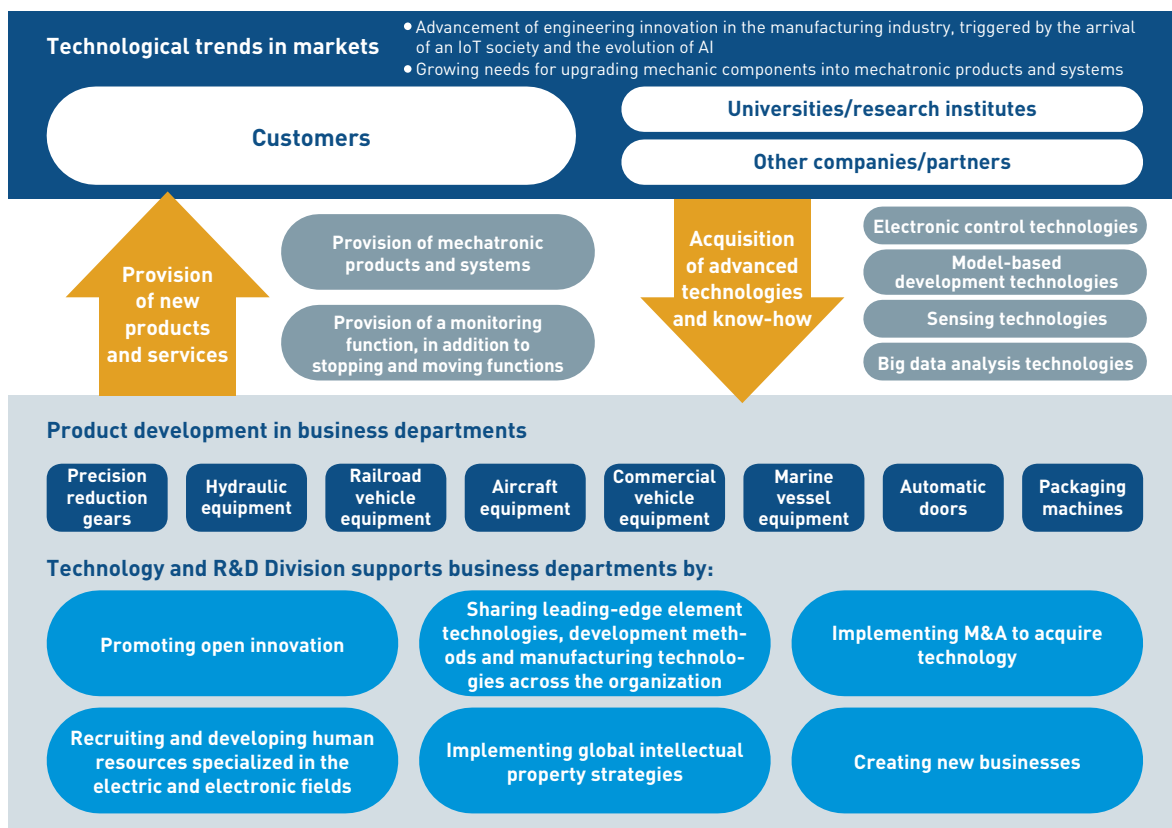 Technological trends in markets
• Advancement of engineering innovation in the manufacturing industry, triggered by the arrival
of an IoT society and the evolution of AI
• Growing needs for upgrading mechanic components into mechatronic products and systems
Customers
Universities/research institutes
Other companies/partners
Provision
of new
products
and services
Provision of mechatronic
products and systems
Provision of a monitoring
function, in addition to
stopping and moving functions
Acquisition
of advanced
technologies
and know-how
Electronic control technologies
Model-based
development technologies
Sensing technologies
Big data analysis technologies
Product development in business departments
Precision
reduction
gears
Hydraulic
equipment
Railroad
vehicle
equipment
Aircraft
equipment
Commercial
vehicle
equipment
Marine
vessel
equipment
Automatic
doors
Packaging
machines
Technology and R&D Division supports business departments by:
Promoting open innovation
Sharing leading-edge element
technologies, development meth-
ods and manufacturing technolo-
gies across the organization
Implementing M&A to acquire
technology
Recruiting and developing human
resources specialized in the
electric and electronic fields
Implementing global intellectual
property strategies
Creating new businesses